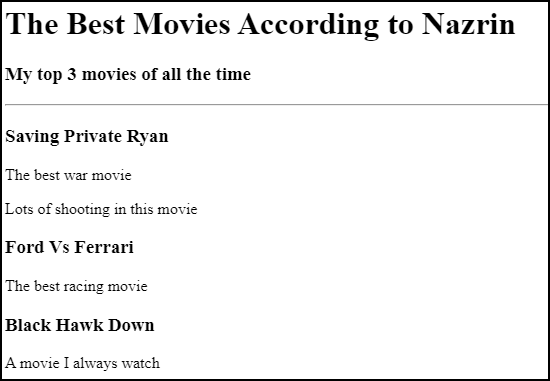 The Best Movies According to Nazrin
My top 3 movies of all the time
Saving Private Ryan
The best war movie
Lots of shooting in this movie
Ford Vs Ferrari
The best racing movie
Black Hawk Down
A movie I always watch